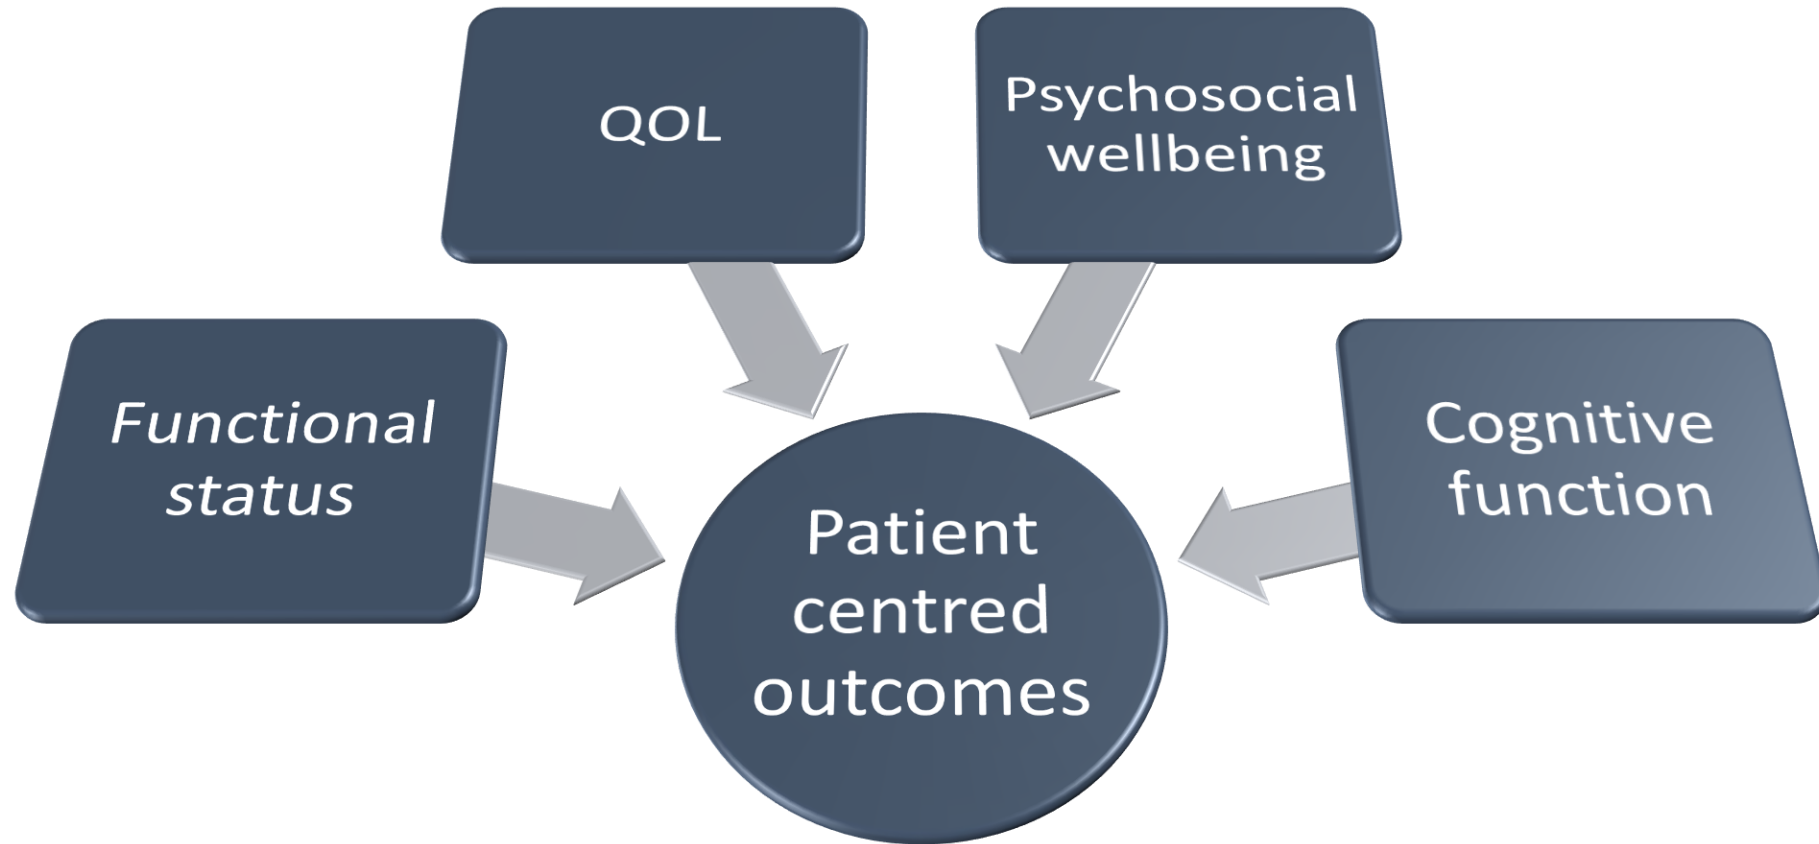 QOL
Psychosocial
wellbeing
Functional
status
Cognitive
function
Patient
centred
outcomes